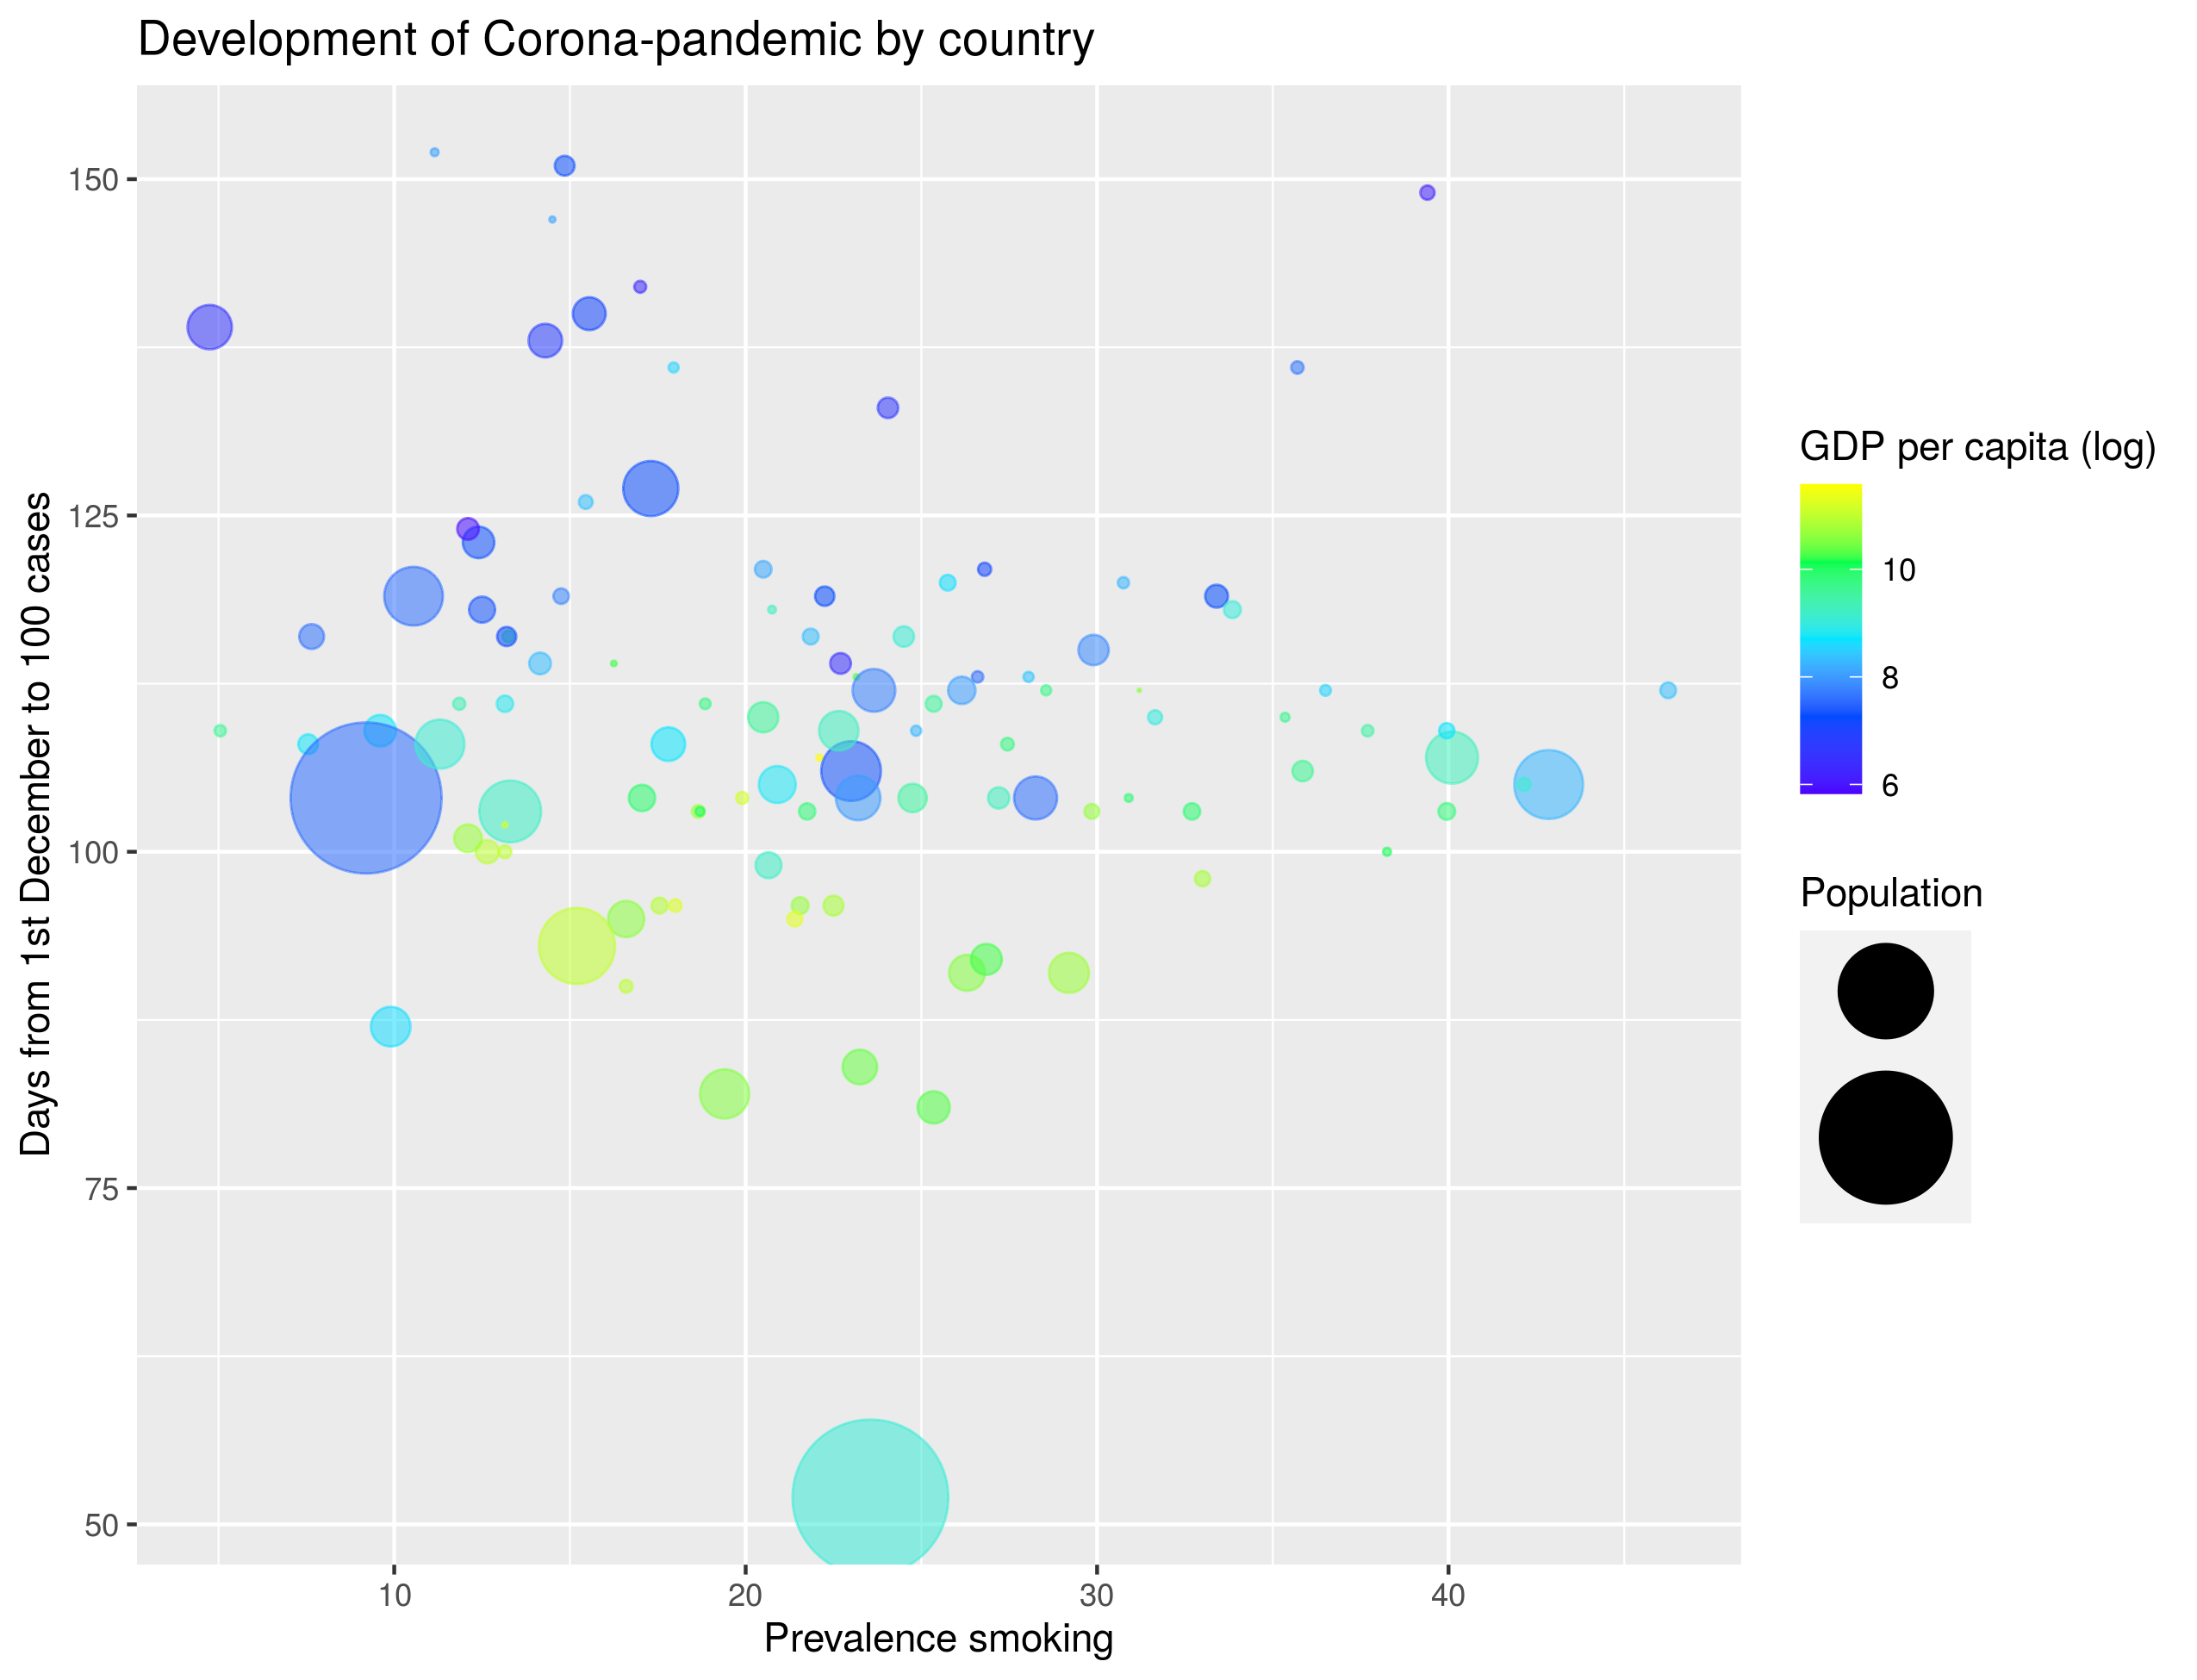 Development of Corona-pandemic by country
Days from 1st December to 100 cases
150
125
100
75
50
10
20
30
40
Prevalence smoking
GDP per capita (log)
10
8
6
Population